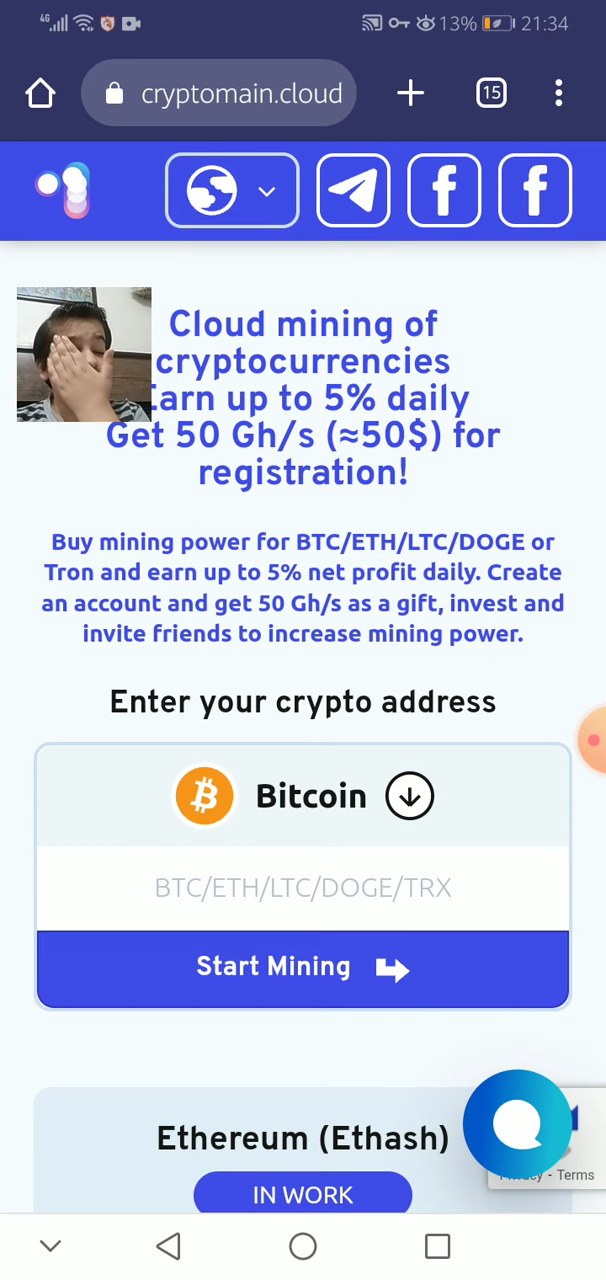 4G 13% 21:34
cryptomain.cloud 15
Cloud mining of
cryptocurrencies
Earn up to 5% daily
Get 50 Gh/s (≈50$) for
registration!
Buy mining power for BTC/ETH/LTC/DOGE or
Tron and earn up to 5% net profit daily. Create
an account and get 50 Gh/s as a gift, invest and
invite friends to increase mining power.
Enter your crypto address
Bitcoin
BTC/ETH/LTC/DOGE/TRX
Start Mining
Ethereum (Ethash)
Privacy - Terms
IN WORK